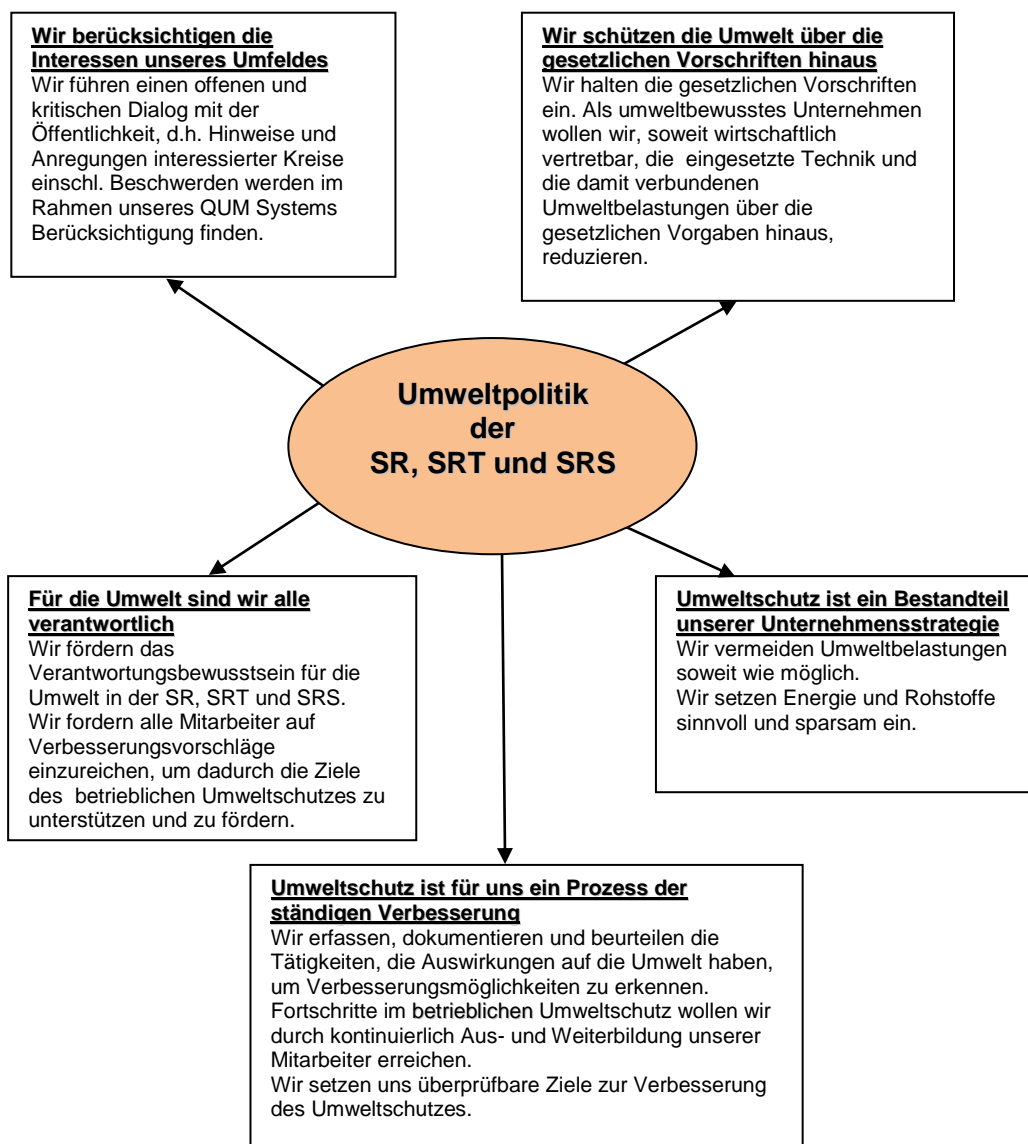 Wir berücksichtigen die
Interessen unseres Umfeldes
Wir führen einen offenen und
kritischen Dialog mit der
Öffentlichkeit, d.h. Hinweise und
Anregungen interessierter Kreise
einschl. Beschwerden werden im
Rahmen unseres QUM Systems
Berücksichtigung finden.
Wir schützen die Umwelt über die
gesetzlichen Vorschriften hinaus
Wir halten die gesetzlichen Vorschriften
ein. Als umweltbewusstes Unternehmen
wollen wir, soweit wirtschaftlich
vertretbar, die  eingesetzte Technik und
die damit verbundenen
Umweltbelastungen über die
gesetzlichen Vorgaben hinaus,
reduzieren.
Umweltpolitik
der
SR, SRT und SRS
Für die Umwelt sind wir alle
verantwortlich
Wir fördern das
Verantwortungsbewusstsein für die
Umwelt in der SR, SRT und SRS.
Wir fordern alle Mitarbeiter auf
Verbesserungsvorschläge
einzureichen, um dadurch die Ziele
des  betrieblichen Umweltschutzes zu
unterstützen und zu fördern.
Umweltschutz ist ein Bestandteil
unserer Unternehmensstrategie
Wir vermeiden Umweltbelastungen
soweit wie möglich.
Wir setzen Energie und Rohstoffe
sinnvoll und sparsam ein.
Umweltschutz ist für uns ein Prozess der
ständigen Verbesserung
Wir erfassen, dokumentieren und beurteilen die
Tätigkeiten, die Auswirkungen auf die Umwelt haben,
um Verbesserungsmöglichkeiten zu erkennen.
Fortschritte im betrieblichen Umweltschutz wollen wir
durch kontinuierlich Aus- und Weiterbildung unserer
Mitarbeiter erreichen.
Wir setzen uns überprüfbare Ziele zur Verbesserung
des Umweltschutzes.